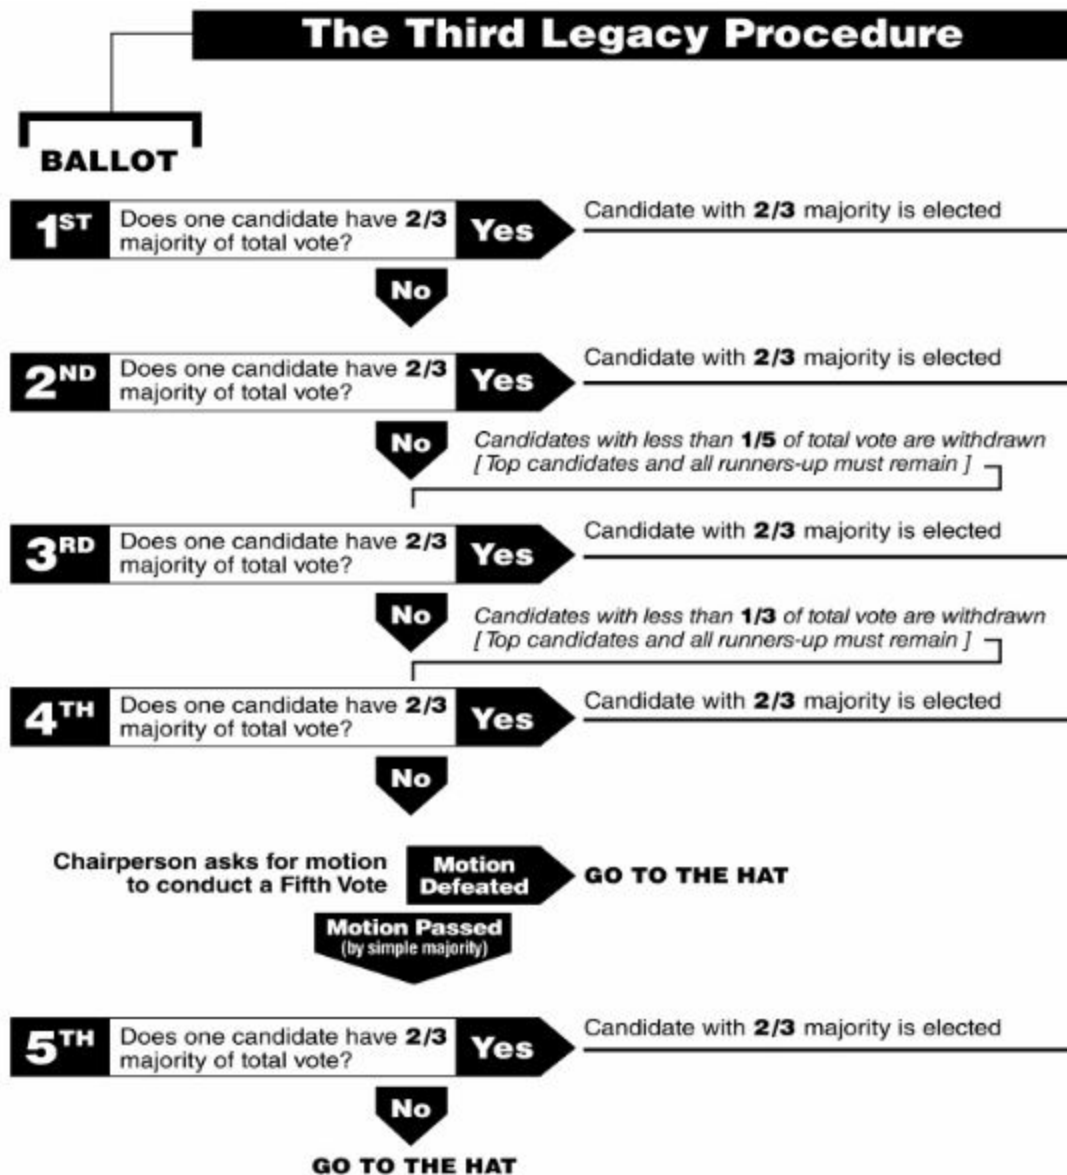 The Third Legacy Procedure
BALLOT
1ST
Does one candidate have 2/3
majority of total vote?
Yes
Candidate with 2/3 majority is elected
No
2ND
Does one candidate have 2/3
majority of total vote?
Yes
Candidate with 2/3 majority is elected
No
Candidates with less than 1/5 of total vote are withdrawn
[ Top candidates and all runners-up must remain ]
3RD
Does one candidate have 2/3
majority of total vote?
Yes
Candidate with 2/3 majority is elected
No
Candidates with less than 1/3 of total vote are withdrawn
[ Top candidates and all runners-up must remain ]
4TH
Does one candidate have 2/3
majority of total vote?
Yes
Candidate with 2/3 majority is elected
No
Chairperson asks for motion
to conduct a Fifth Vote
Motion
Defeated
GO TO THE HAT
Motion Passed
(by simple majority)
5TH
Does one candidate have 2/3
majority of total vote?
Yes
Candidate with 2/3 majority is elected
No
GO TO THE HAT